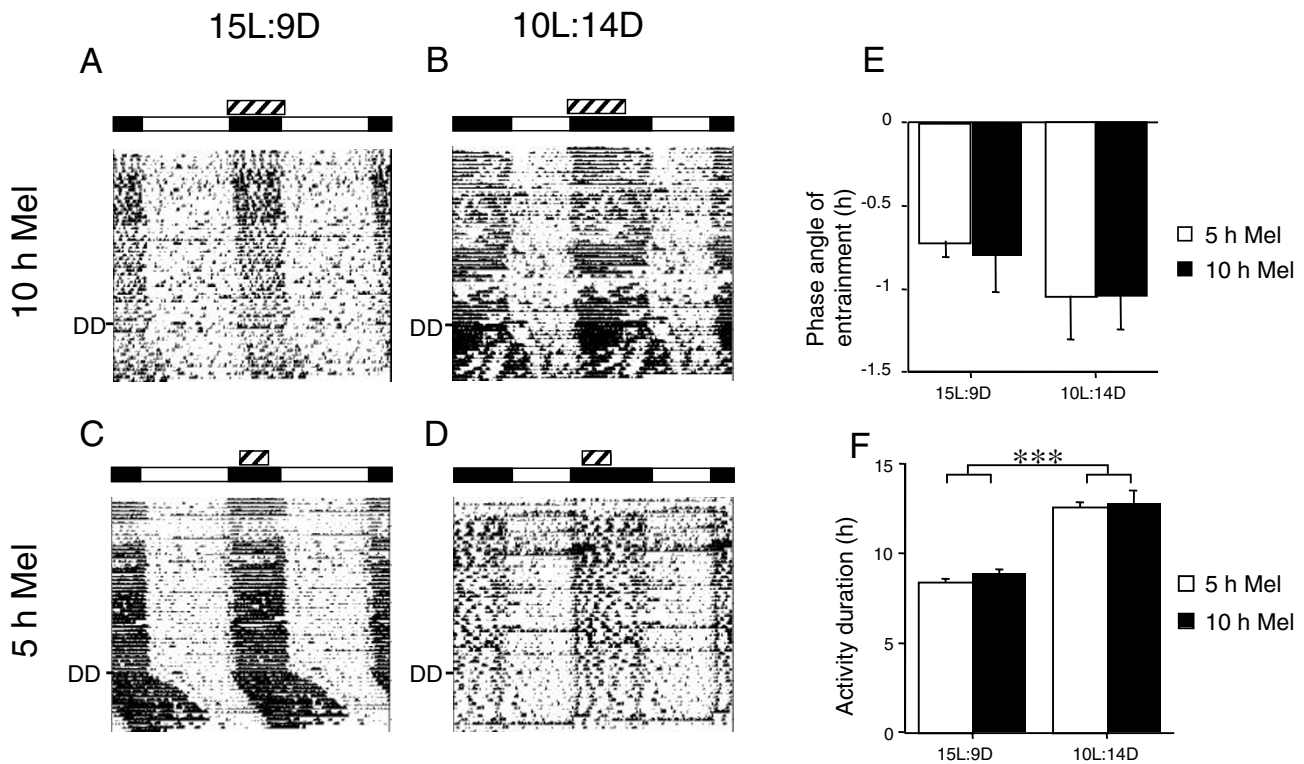 15L:9D
10L:14D
A
B
E
10 h Mel
DD
DD
0
-0.5
-1
-1.5
Phase angle of
entrainment (h)
15L:9D
10L:14D
5 h Mel
10 h Mel
C
D
F
5 h Mel
DD
DD
***
15
10
5
0
Activity duration (h)
15L:9D
10L:14D
5 h Mel
10 h Mel